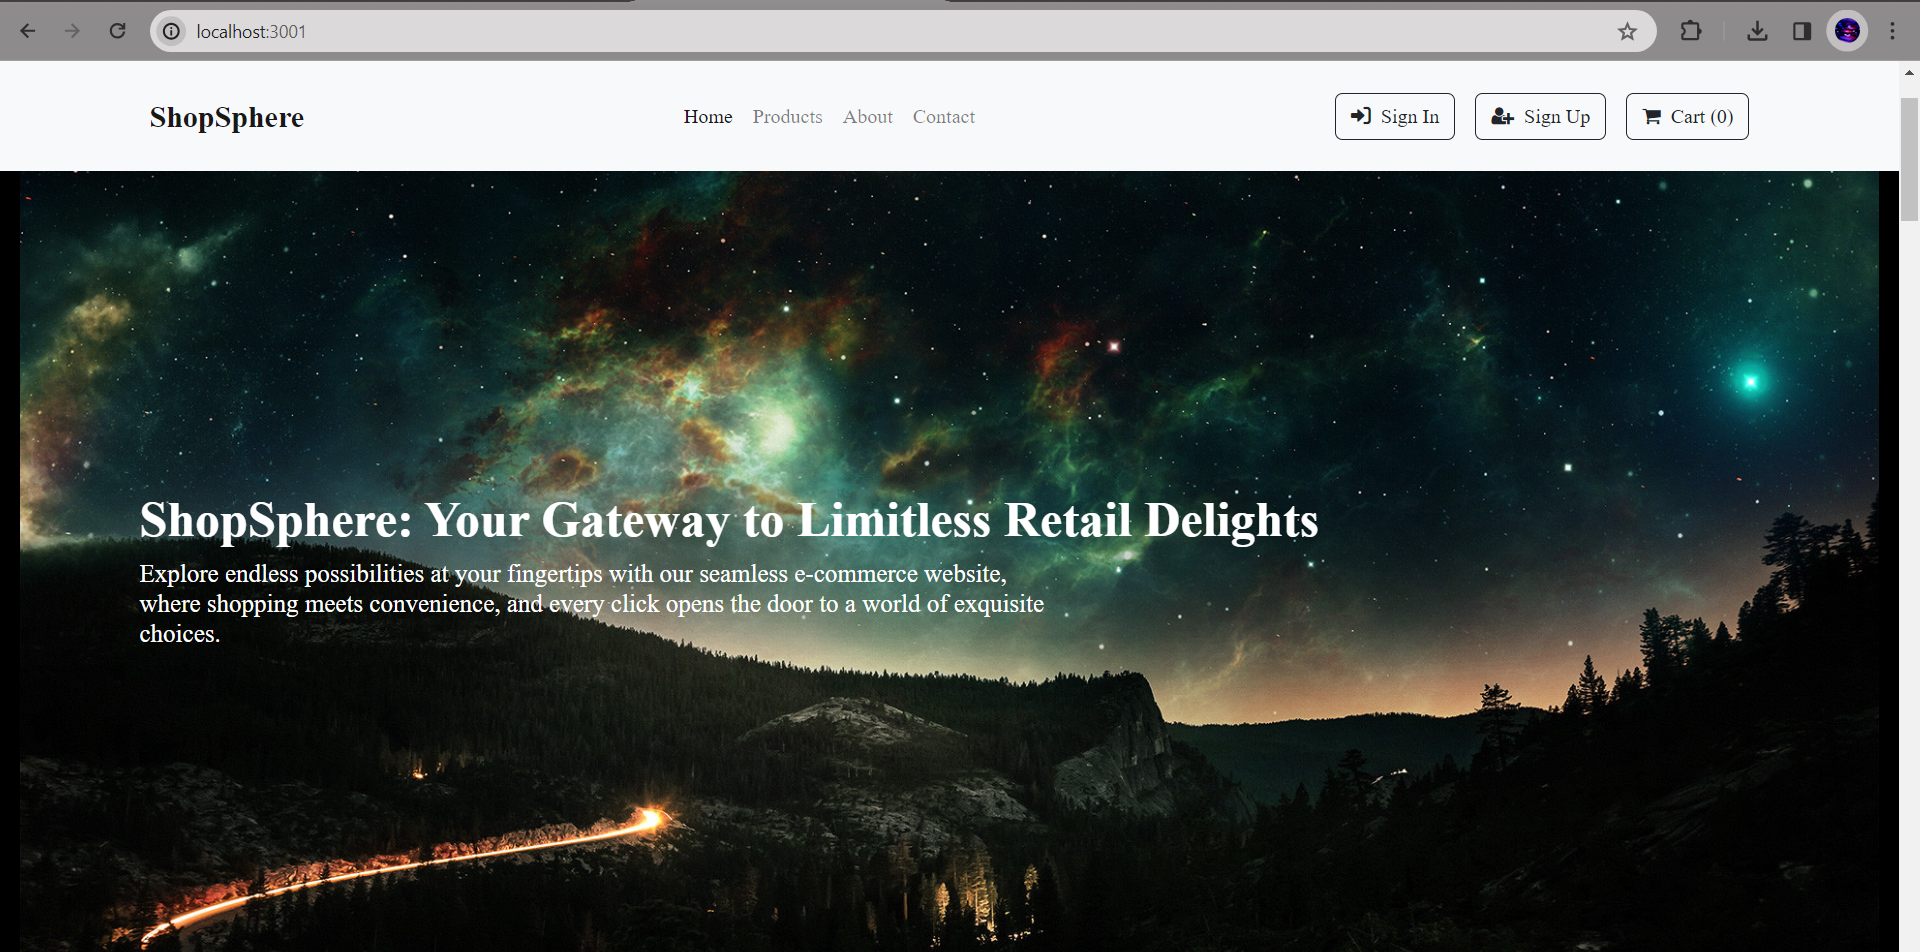 localhost:3001
ShopSphere
Home Products About Contact
Sign In Sign Up Cart (0)
ShopSphere: Your Gateway to Limitless Retail Delights
Explore endless possibilities at your fingertips with our seamless e-commerce website,
where shopping meets convenience, and every click opens the door to a world of exquisite
choices.